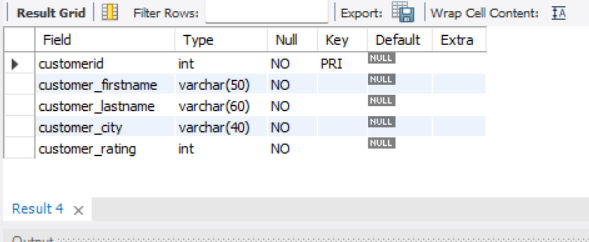 Result Grid Filter Rows: Export: Wrap Cell Content: IA
Field Type Null Key Default Extra
customerid int NO PRI NULL
customer_firstname varchar(50) NO NULL
customer_lastname varchar(60) NO NULL
customer_city varchar(40) NO NULL
customer_rating int NO NULL
Result 4 ×
Output